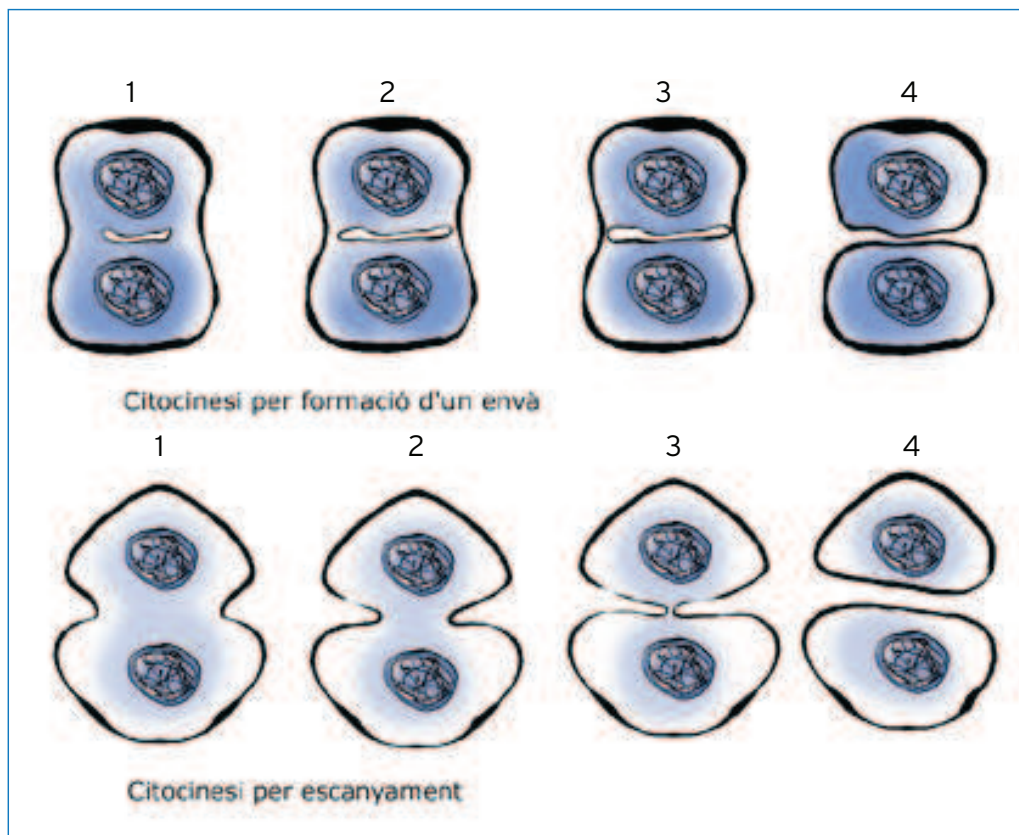 1 2 3 4
Citocinesi per formació d'un envà
1 2 3 4
Citocinesi per escanyament